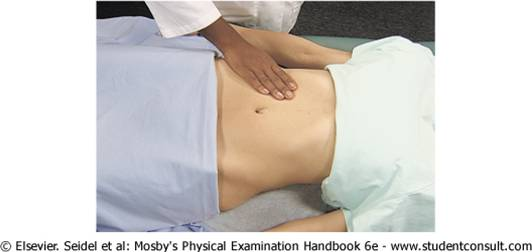 © Elsevier. Seidel et al: Mosby's Physical Examination Handbook 6e - www.studentconsult.com